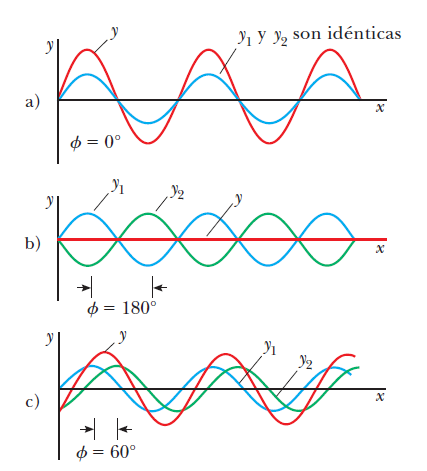 y
y
y₁ y y₂ son idénticas
a)
x
ϕ = 0°
y
y₁
y₂
y
b)
x
ϕ = 180°
y
y
y₁
y₂
c)
x
ϕ = 60°